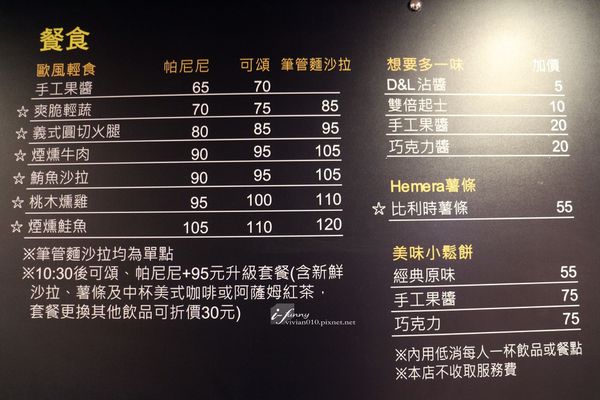 餐食
歐風輕食 帕尼尼 可頌 筆管麵沙拉
手工果醬 65 70
☆ 爽脆輕蔬 70 75 85
☆ 義式圓切火腿 80 85 95
☆ 煙燻牛肉 90 95 105
☆ 鮪魚沙拉 90 95 105
☆ 桃木燻雞 95 100 110
☆ 煙燻鮭魚 105 110 120
※筆管麵沙拉均為單點
※10:30後可頌、帕尼尼+95元升級套餐(含新鮮
沙拉、薯條及中杯美式咖啡或阿薩姆紅茶，
套餐更換其他飲品可折價30元)
想要多一味 加價
D&L沾醬 5
雙倍起士 10
手工果醬 20
巧克力醬 20
Hemera薯條
☆ 比利時薯條 55
美味小鬆餅
經典原味 55
手工果醬 75
巧克力 75
※內用低消每人一杯飲品或餐點
※本店不收取服務費
i-funny
vivian010.pixnet.net